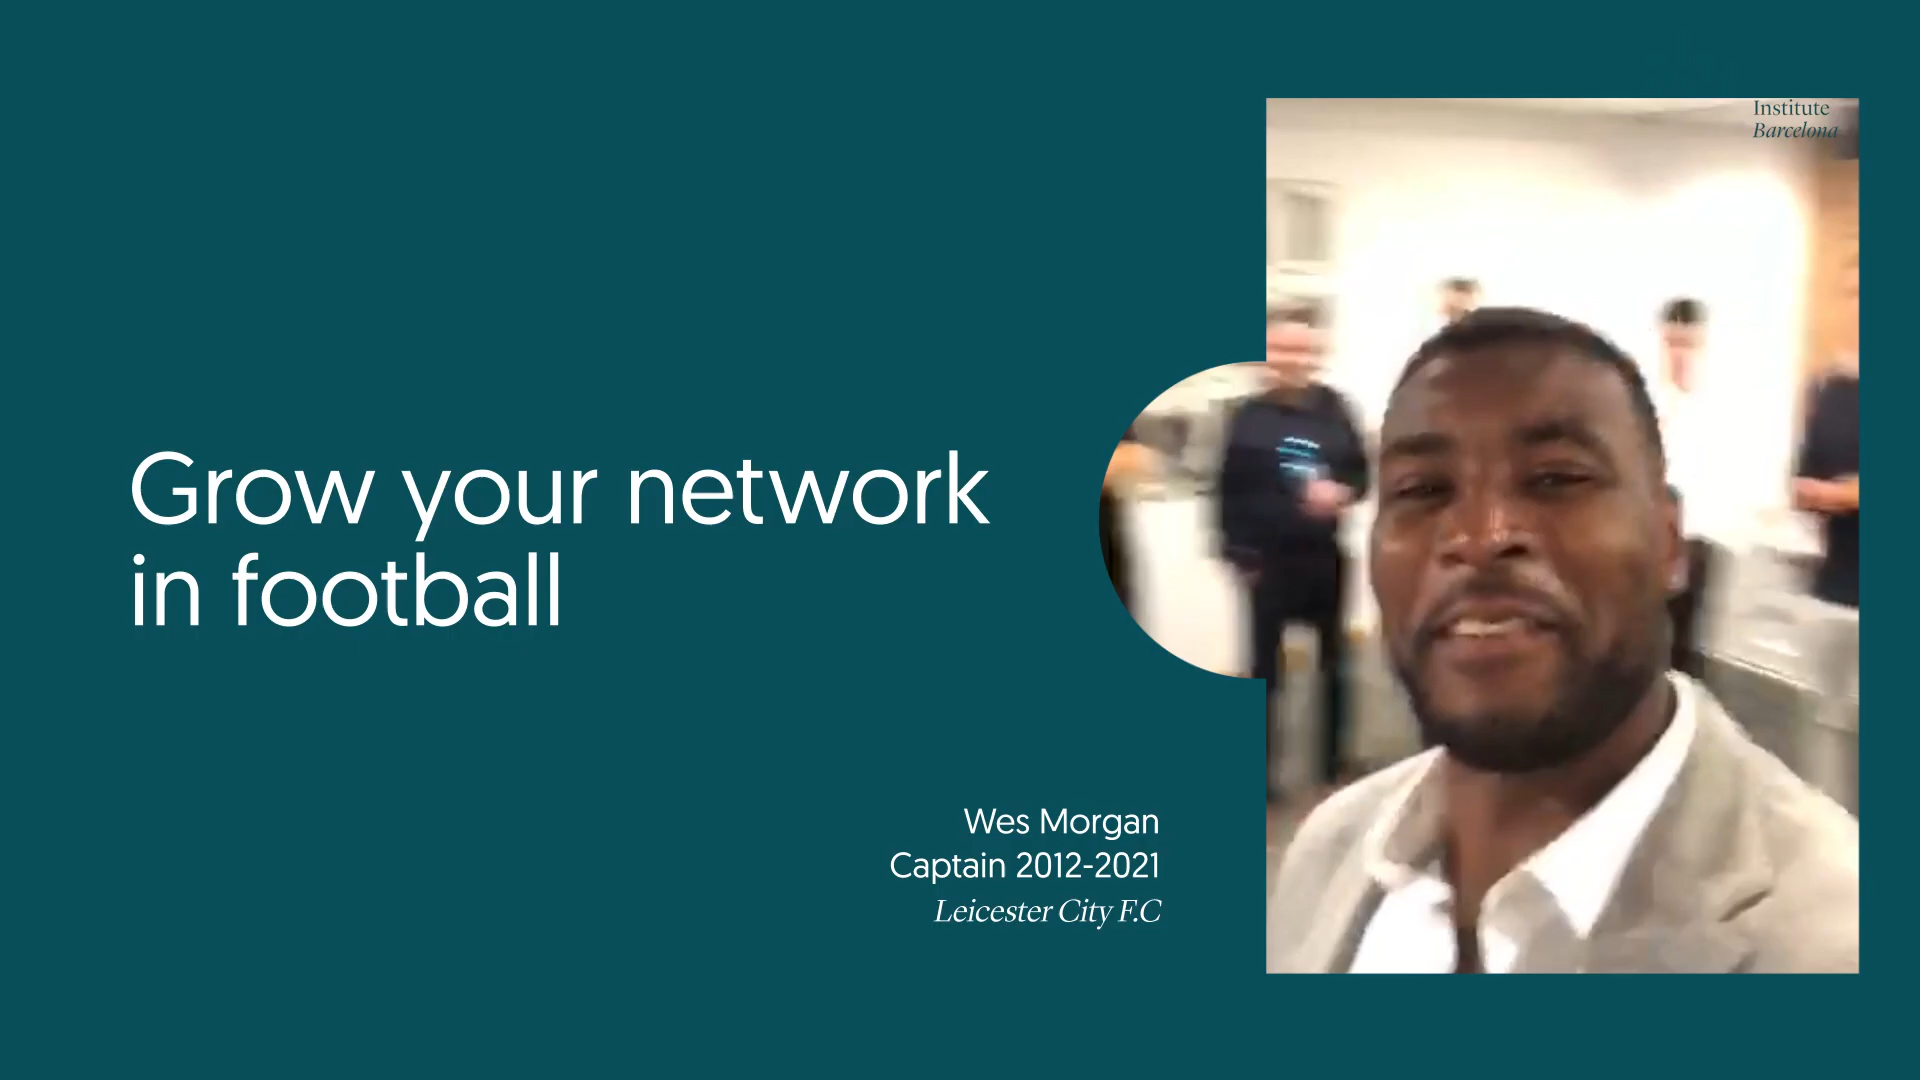 Institute
Barcelona
Grow your network
in football
Wes Morgan
Captain 2012-2021
Leicester City F.C